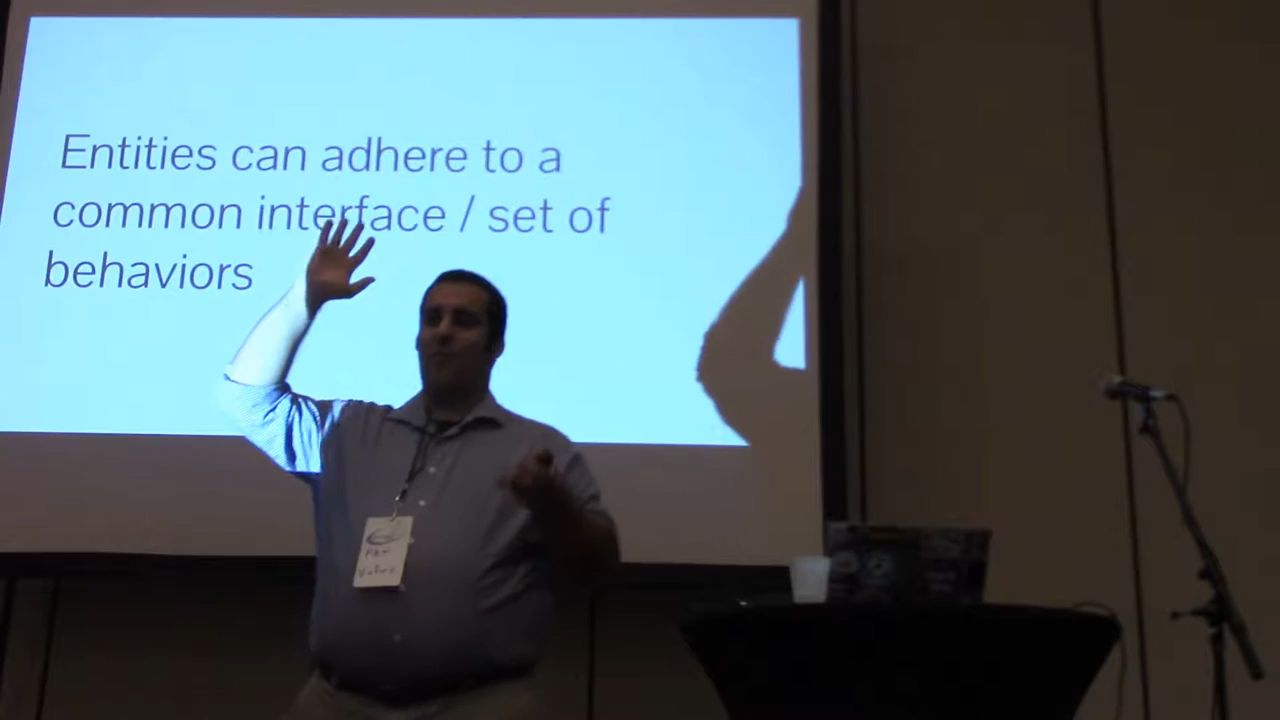 Entities can adhere to a
common interface / set of
behaviors